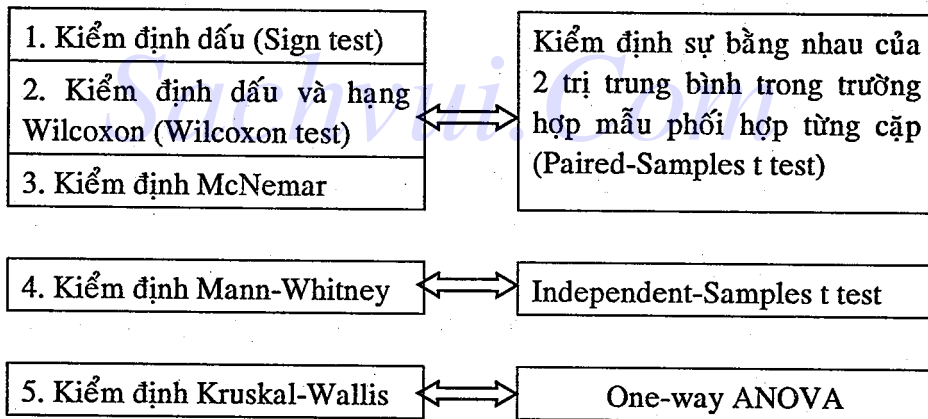 1. Kiểm định dấu (Sign test)
2. Kiểm định dấu và hạng
Wilcoxon (Wilcoxon test)
3. Kiểm định McNemar
Kiểm định sự bằng nhau của
2 trị trung bình trong trường
hợp mẫu phối hợp từng cặp
(Paired-Samples t test)
Sachvui.Com
4. Kiểm định Mann-Whitney
Independent-Samples t test
5. Kiểm định Kruskal-Wallis
One-way ANOVA